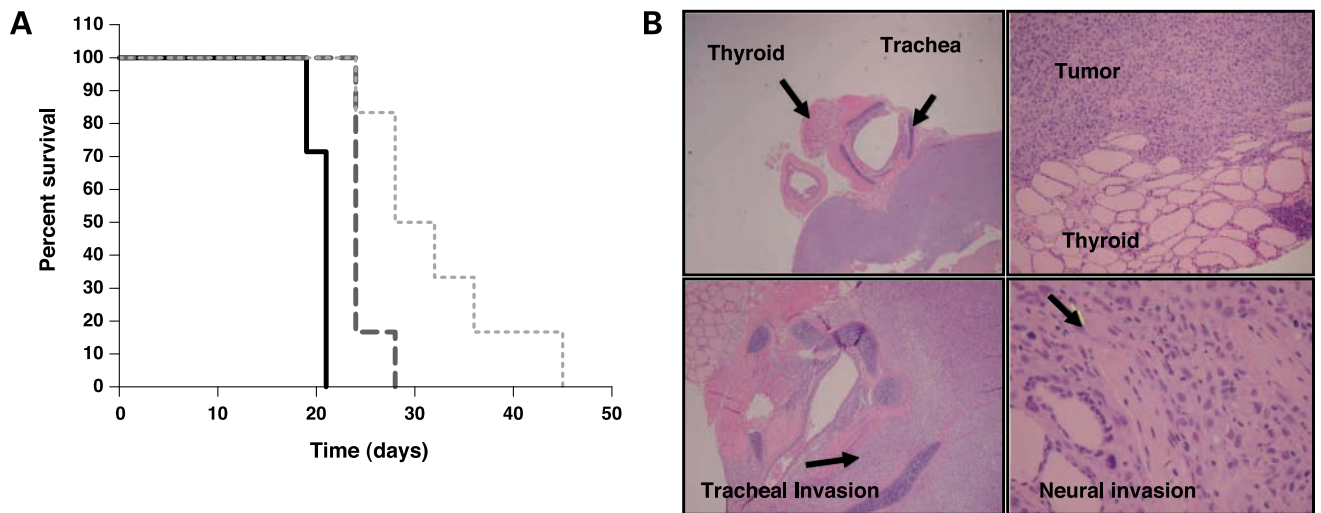 A
110
100
90
80
70
60
50
40
30
20
10
0
Percent survival
0 10 20 30 40 50
Time (days)
B
Thyroid
Trachea
Tumor
Thyroid
Tracheal Invasion
Neural invasion